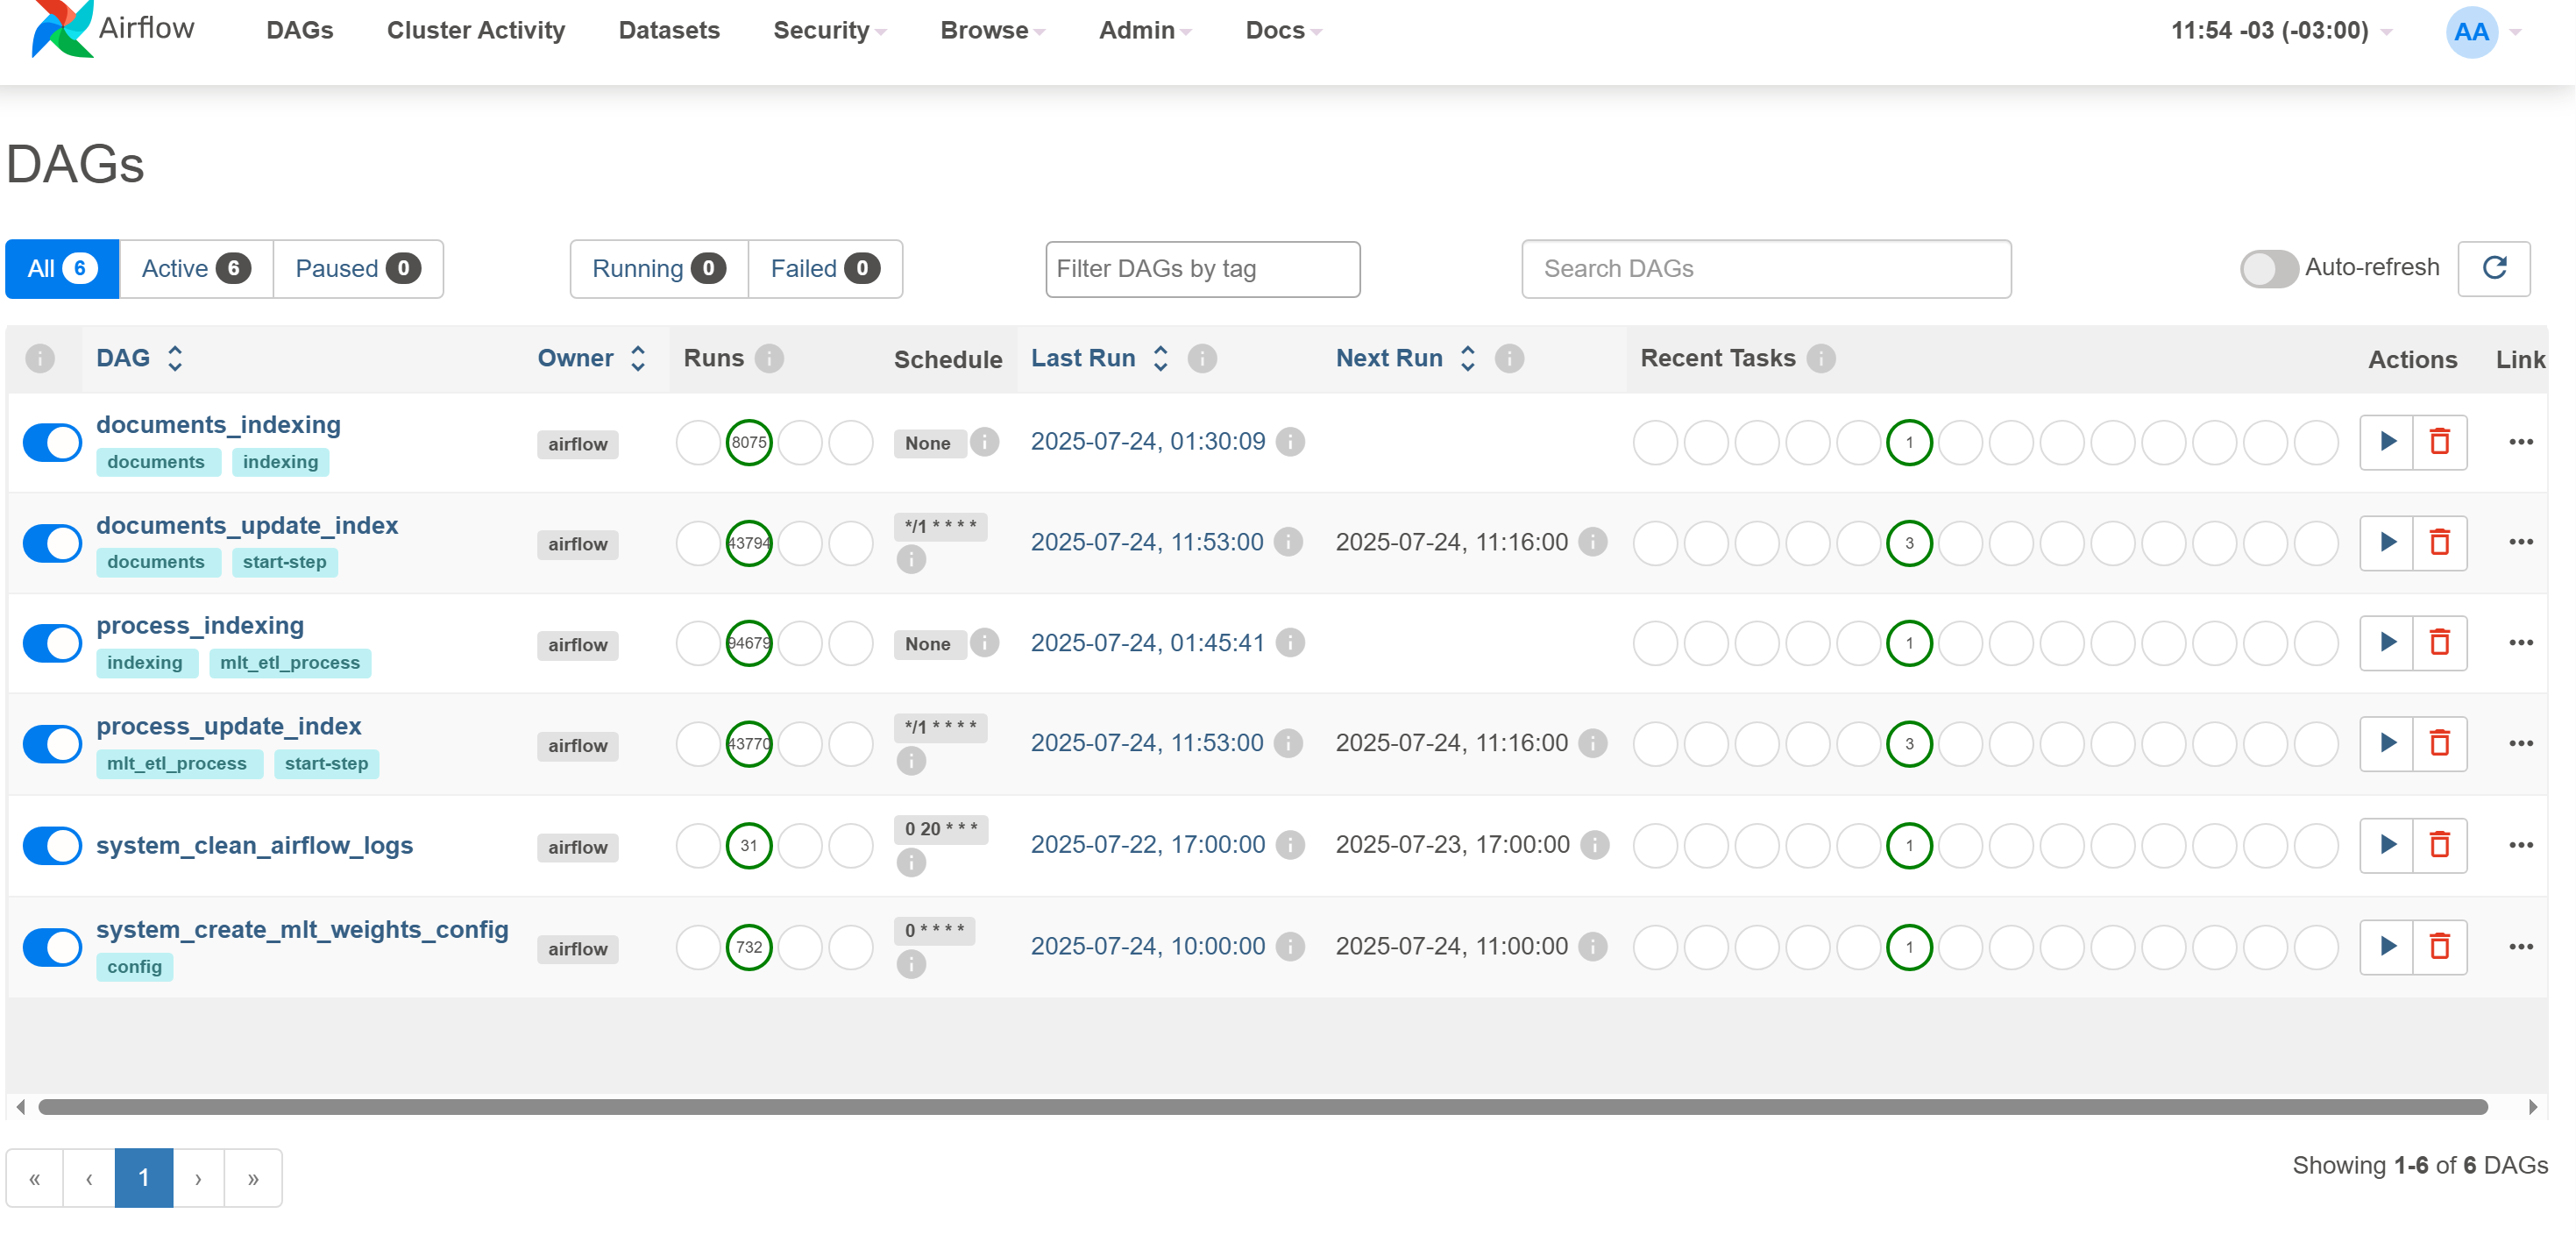 Airflow DAGs Cluster Activity Datasets Security Browse Admin Docs 11:54 -03 (-03:00) AA
DAGs
All 6 Active 6 Paused 0 Running 0 Failed 0 Filter DAGs by tag Search DAGs Auto-refresh
DAG Owner Runs Schedule Last Run Next Run Recent Tasks Actions Link
documents_indexing
documents indexing
airflow 8075 None 2025-07-24, 01:30:09 1
documents_update_index
documents start-step
airflow 43794 */1 * * * * 2025-07-24, 11:53:00 2025-07-24, 11:16:00 3
process_indexing
indexing mlt_etl_process
airflow 94679 None 2025-07-24, 01:45:41 1
process_update_index
mlt_etl_process start-step
airflow 43770 */1 * * * * 2025-07-24, 11:53:00 2025-07-24, 11:16:00 3
system_clean_airflow_logs airflow 31 0 20 * * * 2025-07-22, 17:00:00 2025-07-23, 17:00:00 1
system_create_mlt_weights_config
config
airflow 732 0 * * * * 2025-07-24, 10:00:00 2025-07-24, 11:00:00 1
« ‹ 1 › »
Showing 1-6 of 6 DAGs